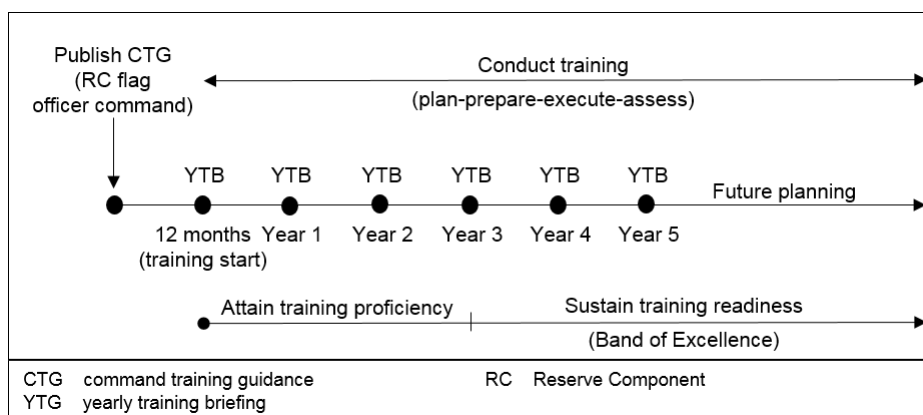 Publish CTG
(RC flag
officer command)
Conduct training
(plan-prepare-execute-assess)
YTB YTB YTB YTB YTB YTB
Future planning
12 months Year 1 Year 2 Year 3 Year 4 Year 5
(training start)
Attain training proficiency Sustain training readiness
(Band of Excellence)
CTG command training guidance RC Reserve Component
YTG yearly training briefing